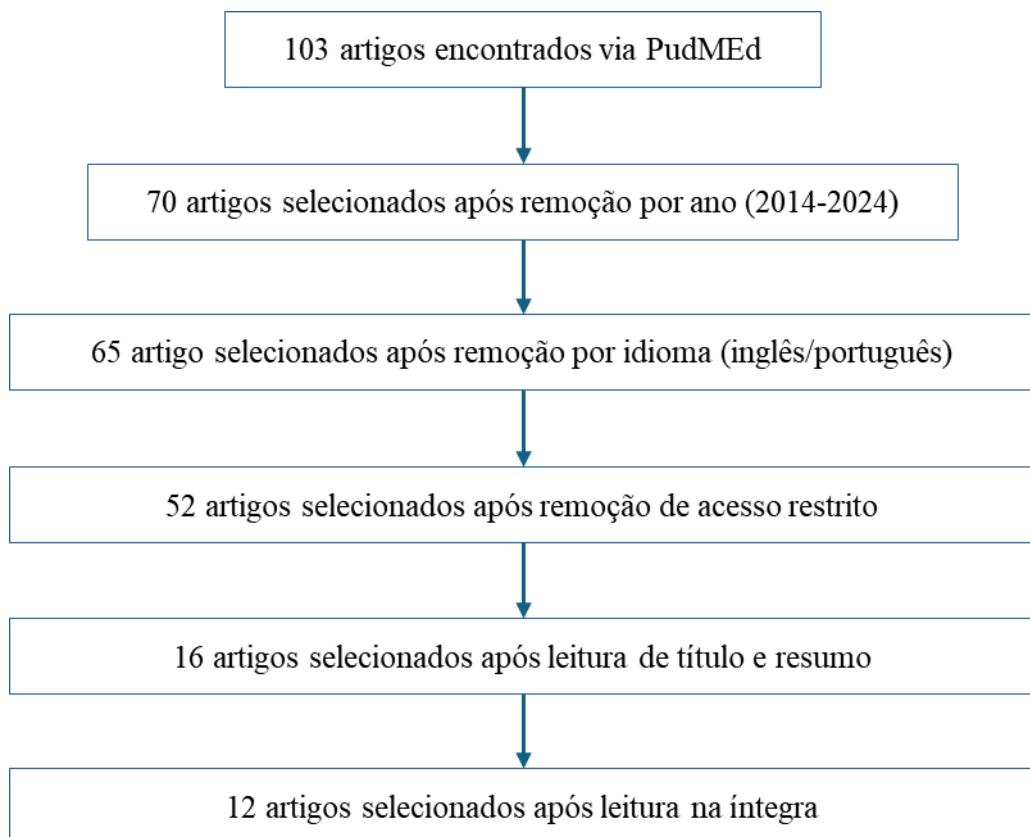 103 artigos encontrados via PudMEd
70 artigos selecionados após remoção por ano (2014-2024)
65 artigo selecionados após remoção por idioma (inglês/português)
52 artigos selecionados após remoção de acesso restrito
16 artigos selecionados após leitura de título e resumo
12 artigos selecionados após leitura na íntegra